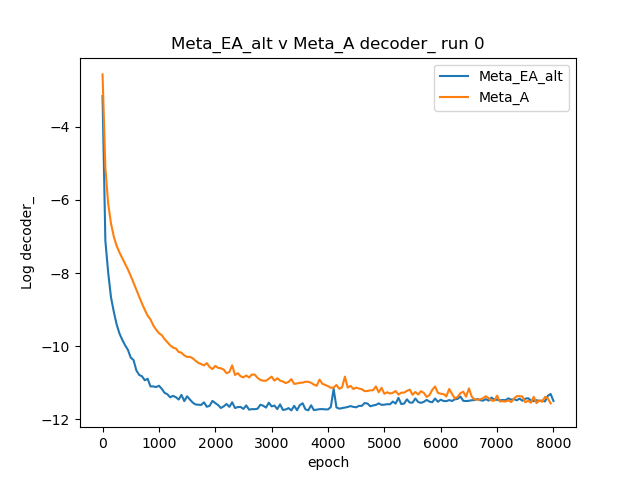 Meta_EA_alt v Meta_A decoder_ run 0
Meta_EA_alt
Meta_A
Log decoder_
−4
−6
−8
−10
−12
0 1000 2000 3000 4000 5000 6000 7000 8000
epoch